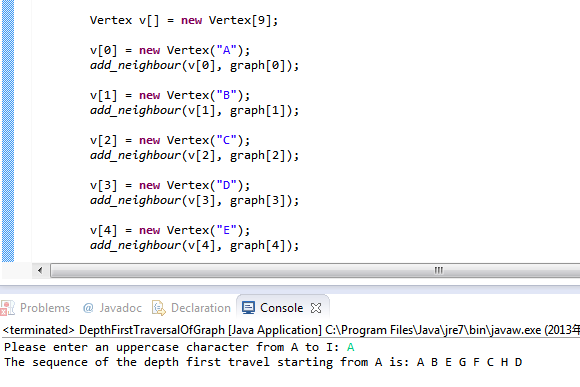 Vertex v[] = new Vertex[9];
v[0] = new Vertex("A");
add_neighbour(v[0], graph[0]);
v[1] = new Vertex("B");
add_neighbour(v[1], graph[1]);
v[2] = new Vertex("C");
add_neighbour(v[2], graph[2]);
v[3] = new Vertex("D");
add_neighbour(v[3], graph[3]);
v[4] = new Vertex("E");
add_neighbour(v[4], graph[4]);
Problems @ Javadoc Declaration Console
<terminated> DepthFirstTraversalOfGraph [Java Application] C:\Program Files\Java\jre7\bin\javaw.exe (2013年
Please enter an uppercase character from A to I: A
The sequence of the depth first travel starting from A is: A B E G F C H D